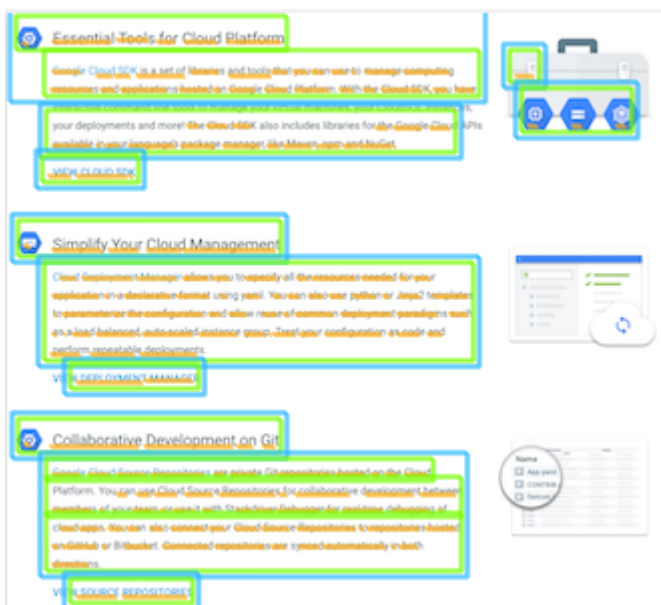 Essential Tools for Cloud Platform
Google Cloud SDK is a set of libraries and tools that you can use to manage computing
resources and applications hosted on Google Cloud Platform. With the Cloud SDK, you have
your deployments and more! The Cloud SDK also includes libraries for the Google Cloud APIs
available in your language's package manager, like Maven, npm and NuGet.
VIEW CLOUD SDK
Simplify Your Cloud Management
Cloud Deployment Manager allows you to specify all the resources needed for your
application in a declarative format using yaml. You can also use python or Jinja2 templates
to parameterize the configuration and allow reuse of common deployment paradigms such
as a load balanced, auto-scaled instance group. Treat your configuration as code and
perform repeatable deployments.
VIEW DEPLOYMENT MANAGER
Collaborative Development on Git
Google Cloud Source Repositories are private Git repositories hosted on the Cloud
Platform. You can use Cloud Source Repositories for collaborative development between
members of your team, or use it with Stackdriver Debugger for real-time debugging of
cloud apps. You can also connect your Cloud Source Repositories to repositories hosted
on GitHub or Bitbucket. Connected repositories are synced automatically in both
directions.
VIEW SOURCE REPOSITORIES
Name
App.yaml
CONTRIB